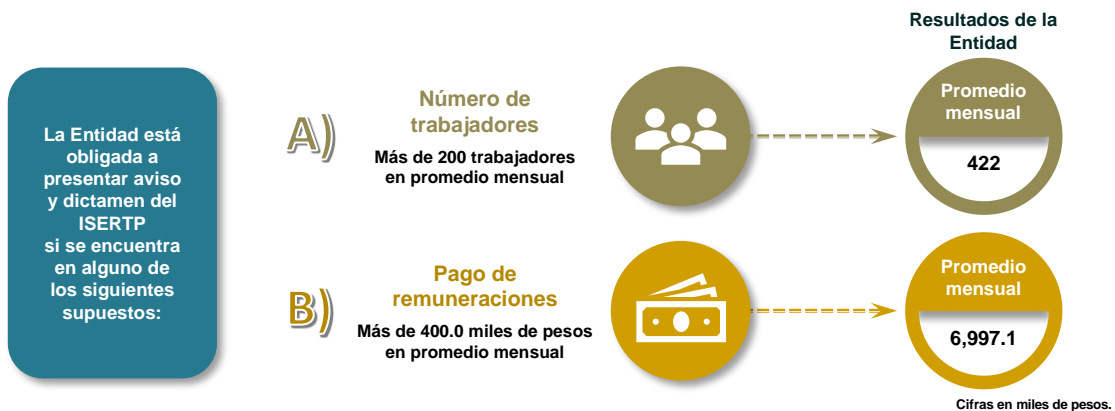 La Entidad está
obligada a
presentar aviso
y dictamen del
ISERTP
si se encuentra
en alguno de
los siguientes
supuestos:
A)
Número de
trabajadores
Más de 200 trabajadores
en promedio mensual
Resultados de la
Entidad
Promedio
mensual
422
B)
Pago de
remuneraciones
Más de 400.0 miles de pesos
en promedio mensual
Promedio
mensual
6,997.1
Cifras en miles de pesos.